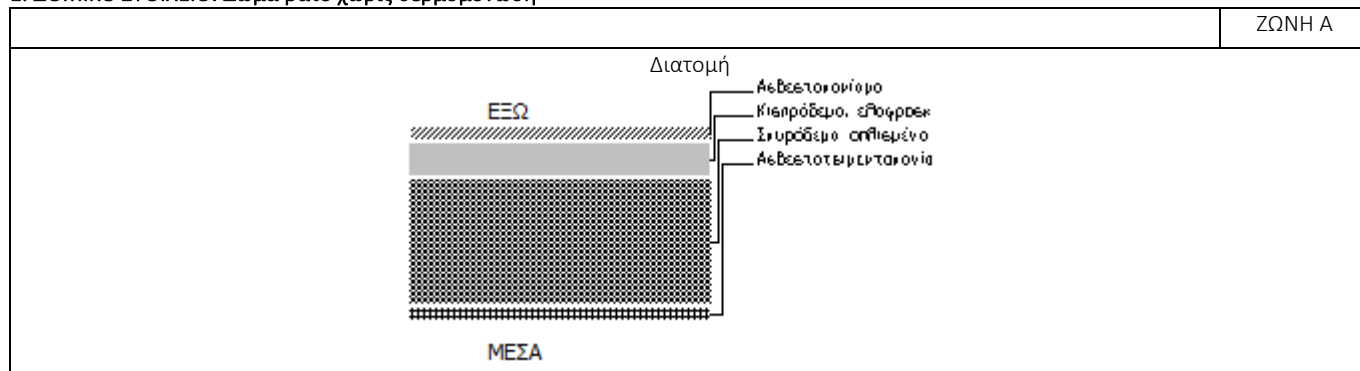 ΖΩΝΗ Α
Διατομή
ΕΞΩ
Ασβεστοκονίαμα
Κισηρόδεμα,
Σκυρόδεμα οπλισμένο
Ασβεστοτσιμεντοκονία
ΜΕΣΑ